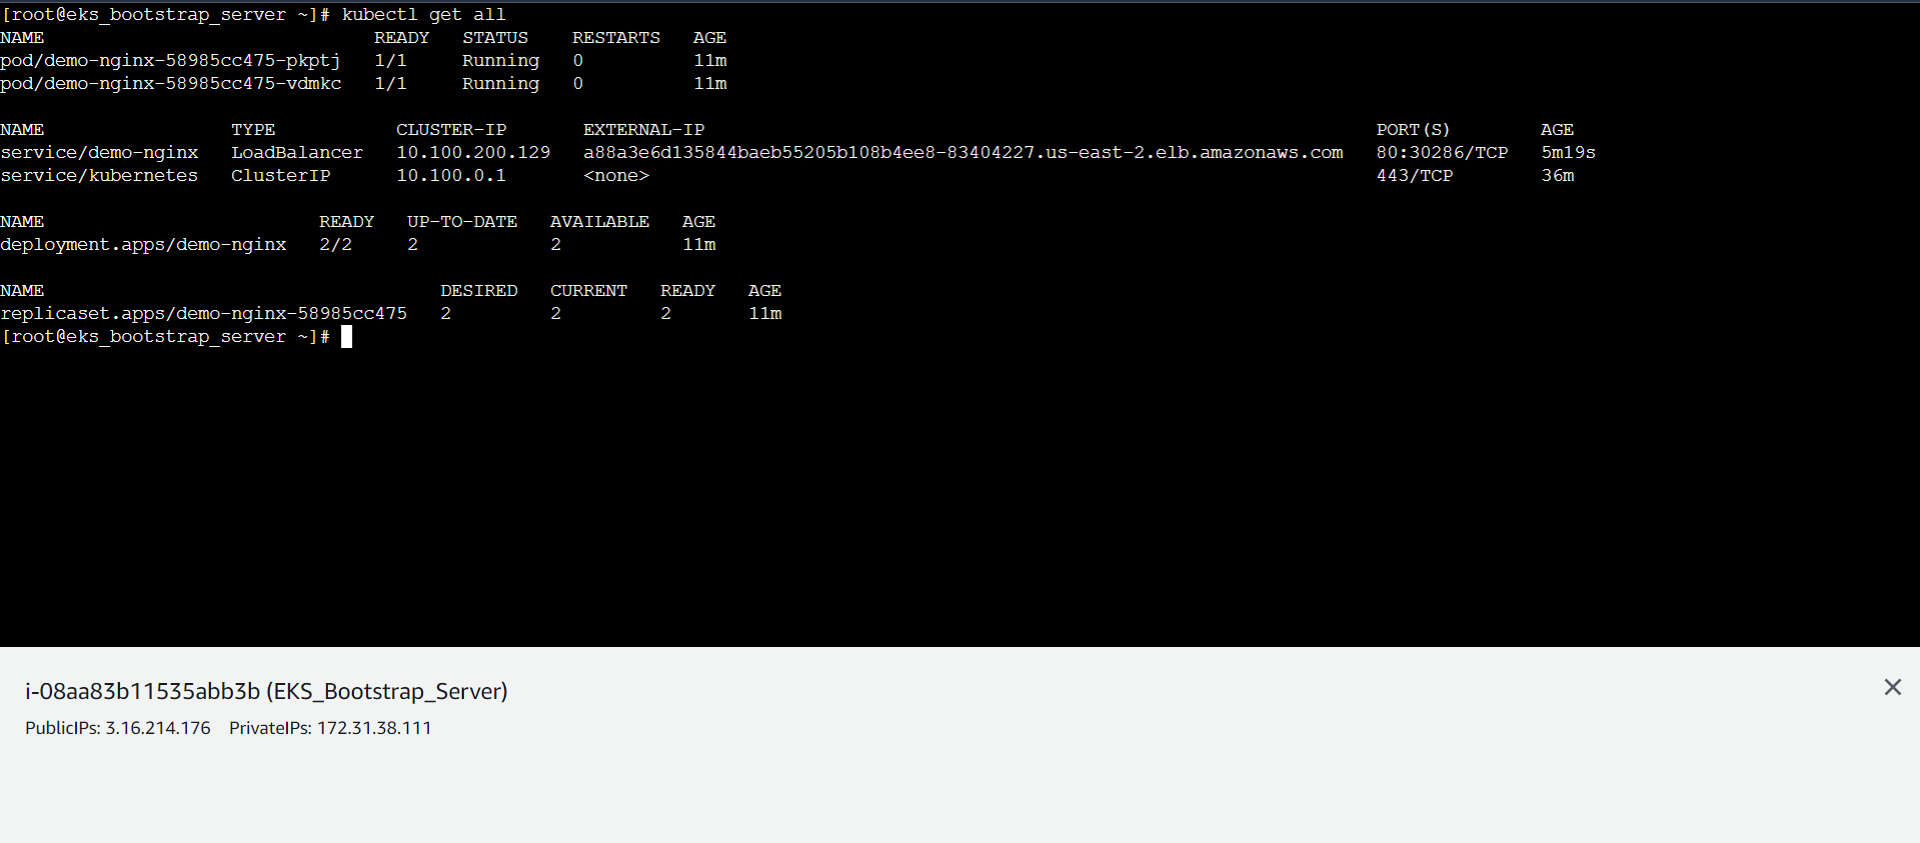 [root@eks_bootstrap_server ~]# kubectl get all
NAME READY STATUS RESTARTS AGE
pod/demo-nginx-58985cc475-pkptj 1/1 Running 0 11m
pod/demo-nginx-58985cc475-vdmkc 1/1 Running 0 11m
NAME TYPE CLUSTER-IP EXTERNAL-IP PORT(S) AGE
service/demo-nginx LoadBalancer 10.100.200.129 a88a3e6d135844baeb55205b108b4ee8-83404227.us-east-2.elb.amazonaws.com 80:30286/TCP 5m19s
service/kubernetes ClusterIP 10.100.0.1 <none> 443/TCP 36m
NAME READY UP-TO-DATE AVAILABLE AGE
deployment.apps/demo-nginx 2/2 2 2 11m
NAME DESIRED CURRENT READY AGE
replicaset.apps/demo-nginx-58985cc475 2 2 2 11m
[root@eks_bootstrap_server ~]#
i-08aa83b11535abb3b (EKS_Bootstrap_Server)
PublicIPs: 3.16.214.176 PrivateIPs: 172.31.38.111